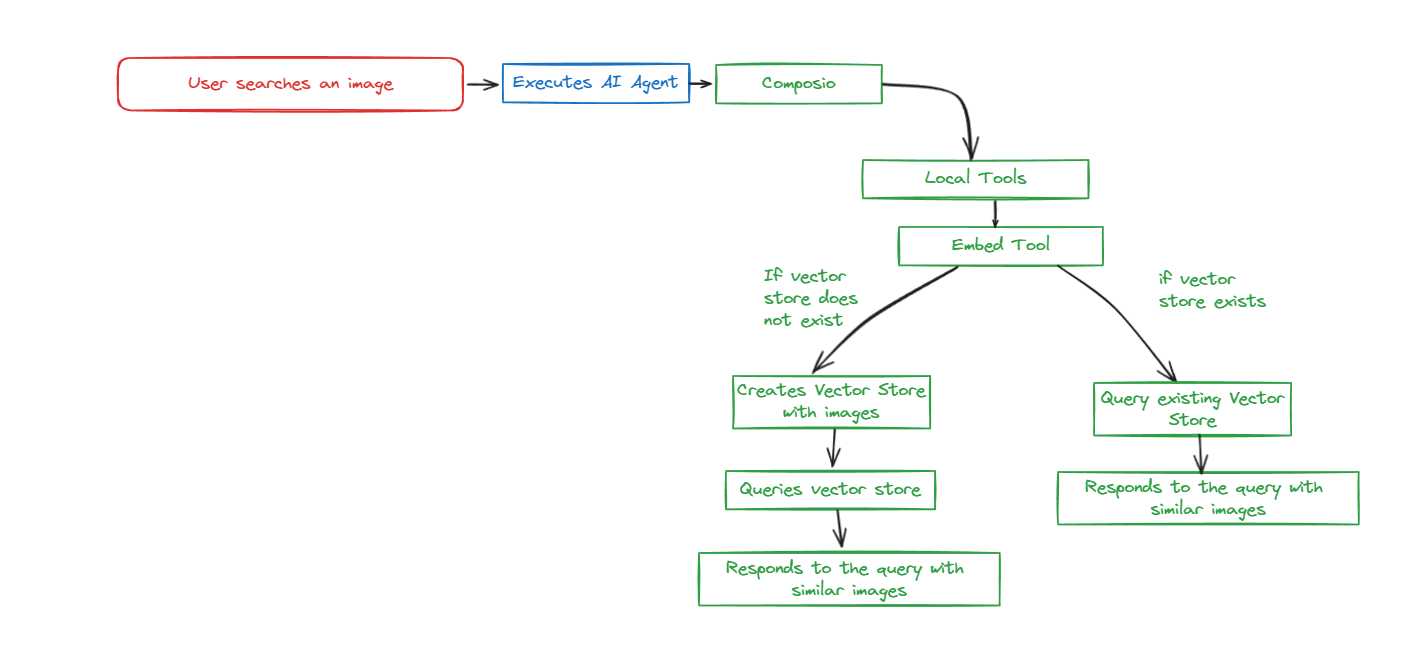 User searches an image
Executes AI Agent
Composio
Local Tools
Embed Tool
If vector
store does
not exist
if vector
store exists
Creates Vector Store
with images
Query existing Vector
Store
Queries vector store
Responds to the query with
similar images
Responds to the query with
similar images